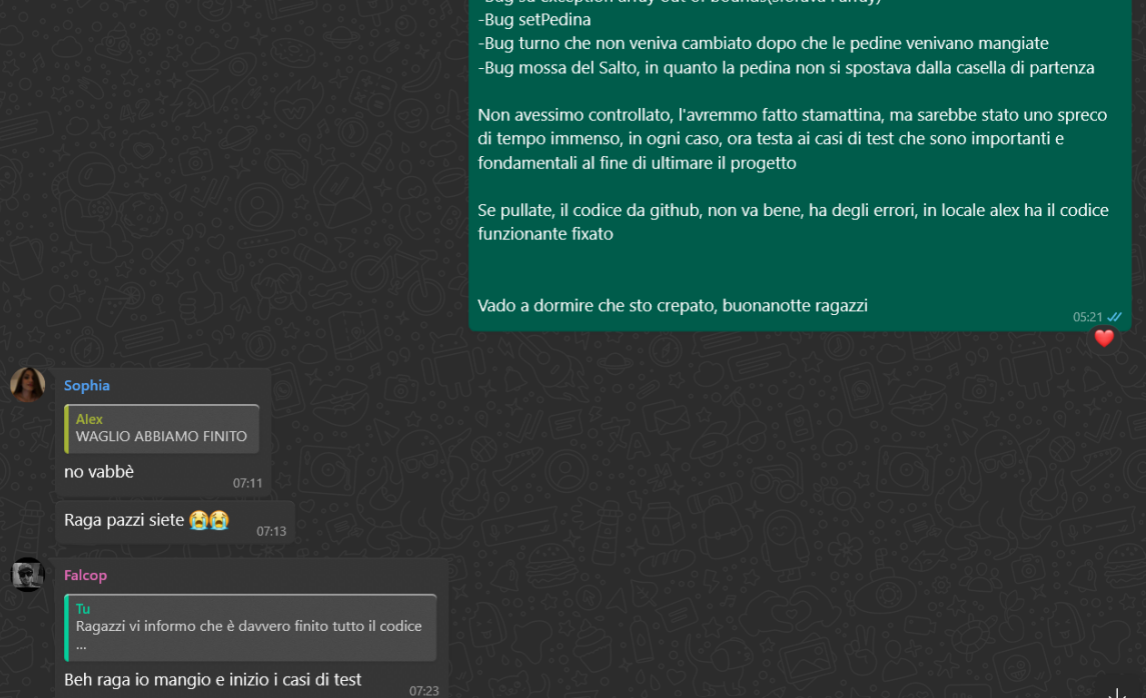 -Bug su exception array out of bounds(sforava l'array)
-Bug setPedina
-Bug turno che non veniva cambiato dopo che le pedine venivano mangiate
-Bug mossa del Salto, in quanto la pedina non si spostava dalla casella di partenza
Non avessimo controllato, l'avremmo fatto stamattina, ma sarebbe stato uno spreco
di tempo immenso, in ogni caso, ora testa ai casi di test che sono importanti e
fondamentali al fine di ultimare il progetto
Se pullate, il codice da github, non va bene, ha degli errori, in locale alex ha il codice
funzionante fixato
Vado a dormire che sto crepato, buonanotte ragazzi
05:21
Sophia
Alex
WAGLIO ABBIAMO FINITO
no vabbè
07:11
Raga pazzi siete 😭😭
07:13
Falcop
Tu
Ragazzi vi informo che è davvero finito tutto il codice
...
Beh raga io mangio e inizio i casi di test
07:23